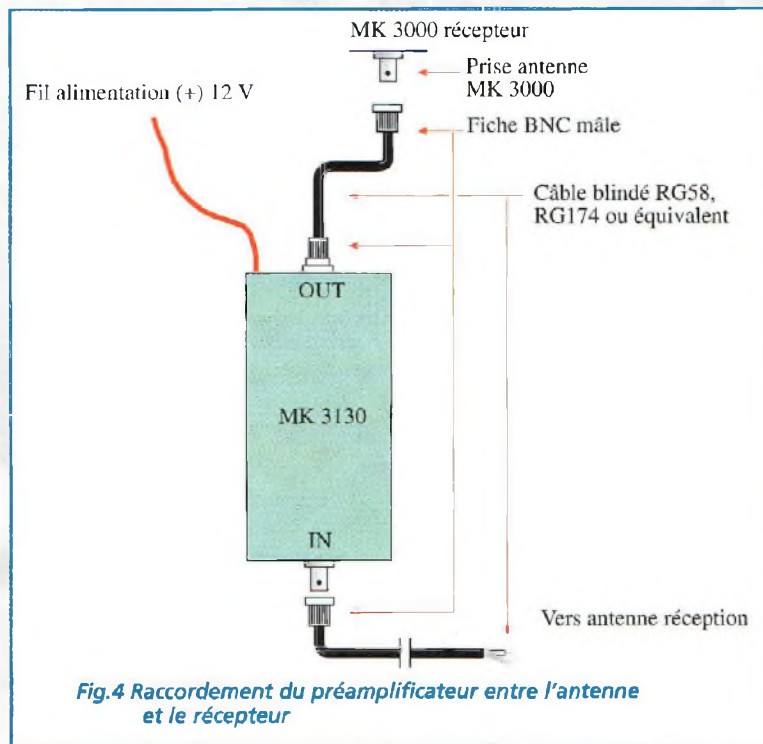 MK 3000 récepteur
Prise antenne
MK 3000
Fil alimentation (+) 12 V
Fiche BNC mâle
Câble blindé RG58,
RG174 ou équivalent
OUT
MK 3130
IN
Vers antenne réception
Fig.4 Raccordement du préamplificateur entre l'antenne
et le récepteur